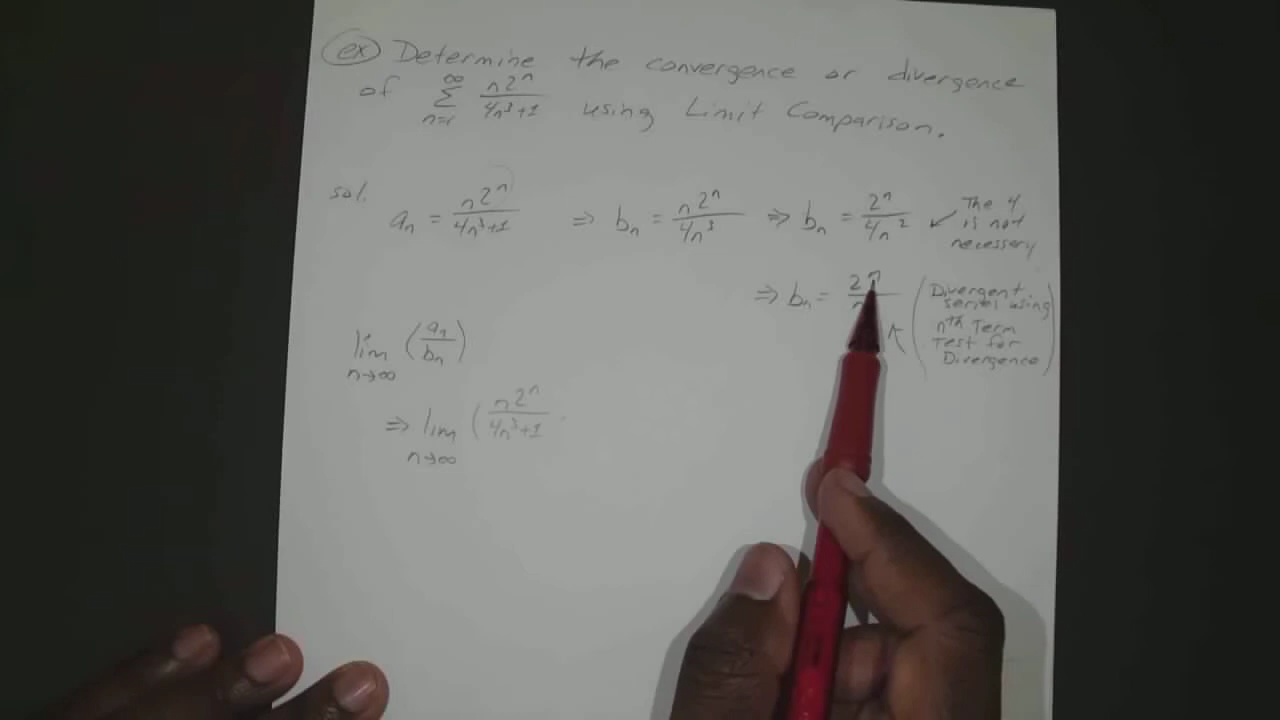 ex Determine the convergence or divergence
of ∞ Σ n=1 n2ⁿ/4n³+1 using Limit Comparison.
sol. aₙ = n2ⁿ/4n³+1 ⇒ bₙ = n2ⁿ/4n³ ⇒ bₙ = 2ⁿ/4n² ↙ The 4
is not
necessary
⇒ bₙ = 2ⁿ/n ↖ (Divergent
series using
nth Term
Test for
Divergence)
lim n→∞ (aₙ/bₙ)
⇒ lim n→∞ (n2ⁿ/4n³+1